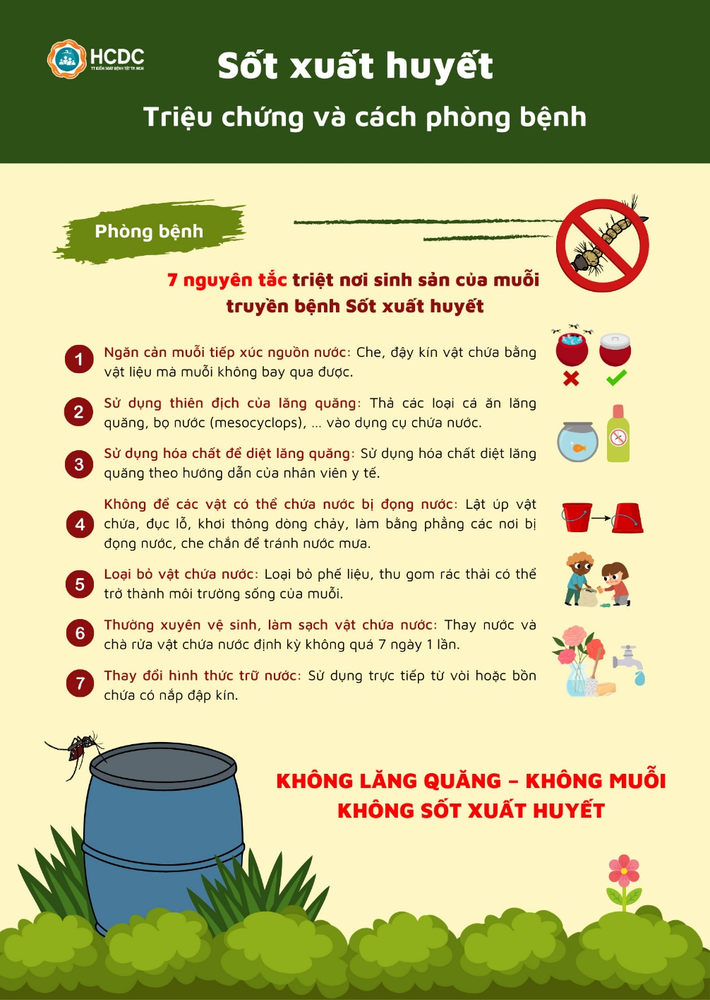 HCDC
TT KIỂM SOÁT BỆNH TẬT TP. HCM
Sốt xuất huyết
Triệu chứng và cách phòng bệnh
Phòng bệnh
7 nguyên tắc triệt nơi sinh sản của muỗi
truyền bệnh Sốt xuất huyết
1 Ngăn cản muỗi tiếp xúc nguồn nước: Che, đậy kín vật chứa bằng
vật liệu mà muỗi không bay qua được.
2 Sử dụng thiên địch của lăng quăng: Thả các loại cá ăn lăng
quăng, bọ nước (mesocyclops), ... vào dụng cụ chứa nước.
3 Sử dụng hóa chất để diệt lăng quăng: Sử dụng hóa chất diệt lăng
quăng theo hướng dẫn của nhân viên y tế.
4 Không để các vật có thể chứa nước bị đọng nước: Lật úp vật
chứa, đục lỗ, khơi thông dòng chảy, làm bằng phẳng các nơi bị
đọng nước, che chắn để tránh nước mưa.
5 Loại bỏ vật chứa nước: Loại bỏ phế liệu, thu gom rác thải có thể
trở thành môi trường sống của muỗi.
6 Thường xuyên vệ sinh, làm sạch vật chứa nước: Thay nước và
chà rửa vật chứa nước định kỳ không quá 7 ngày 1 lần.
7 Thay đổi hình thức trữ nước: Sử dụng trực tiếp từ vòi hoặc bồn
chứa có nắp đập kín.
KHÔNG LĂNG QUĂNG – KHÔNG MUỖI
KHÔNG SỐT XUẤT HUYẾT